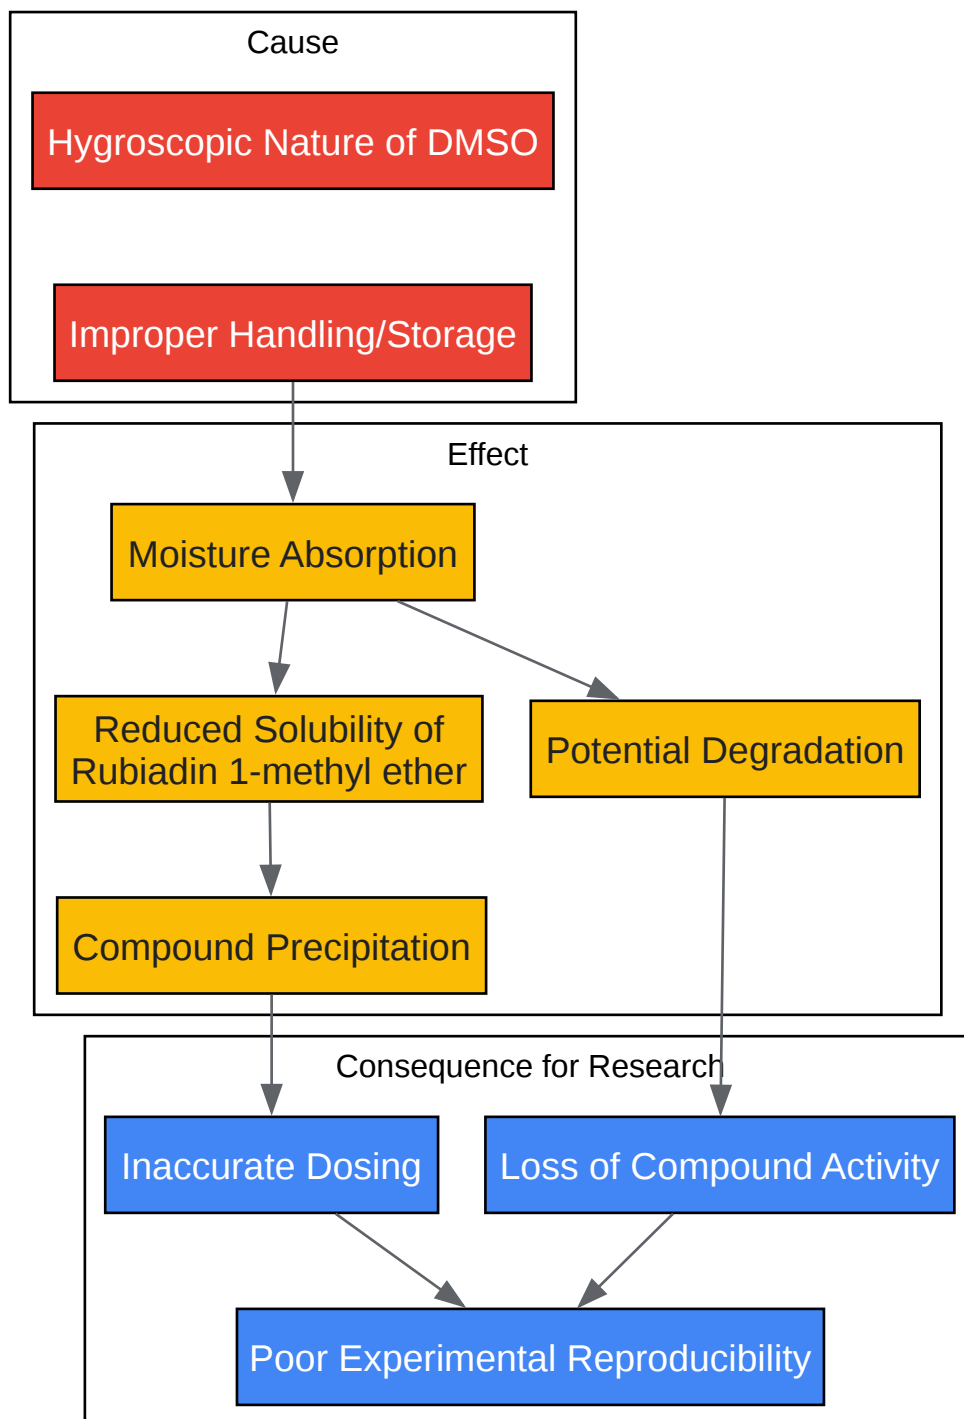 Cause
Hygroscopic Nature of DMSO
Improper Handling/Storage
Effect
Moisture Absorption
Reduced Solubility of
Rubiadin 1-methyl ether
Potential Degradation
Compound Precipitation
Consequence for Research
Inaccurate Dosing
Loss of Compound Activity
Poor Experimental Reproducibility